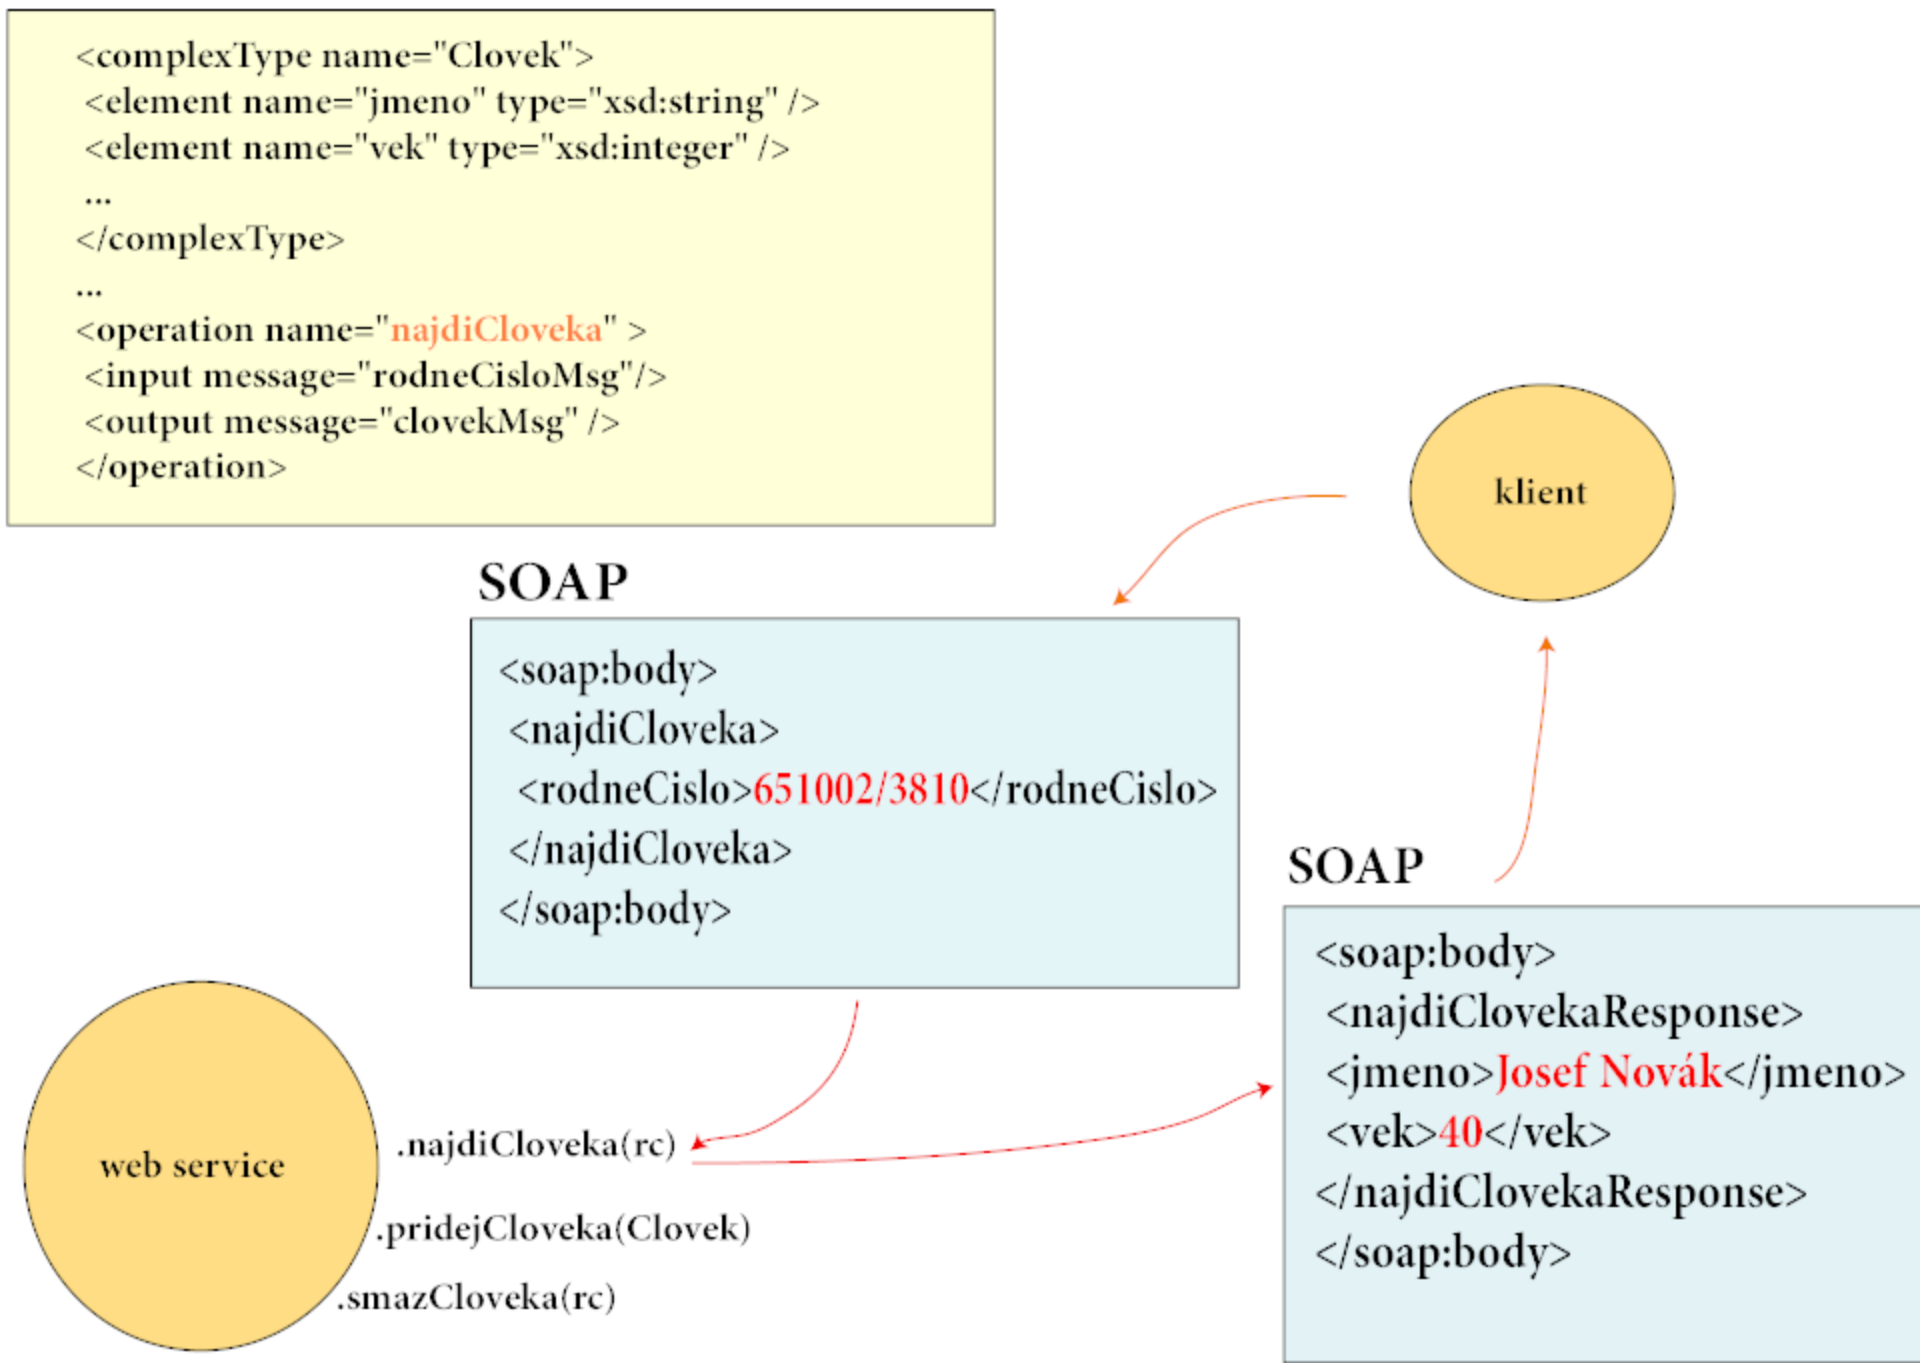 <complexType name="Clovek">
<element name="jmeno" type="xsd:string" />
<element name="vek" type="xsd:integer" />
...
</complexType>
...
<operation name="najdiCloveka" >
<input message="rodneCisloMsg"/>
<output message="clovekMsg" />
</operation>
klient
SOAP
<soap:body>
<najdiCloveka>
<rodneCislo>651002/3810</rodneCislo>
</najdiCloveka>
</soap:body>
SOAP
<soap:body>
<najdiClovekaResponse>
<jmeno>Josef Novák</jmeno>
<vek>40</vek>
</najdiClovekaResponse>
</soap:body>
web service
.najdiCloveka(rc)
.pridejCloveka(Clovek)
.smazCloveka(rc)